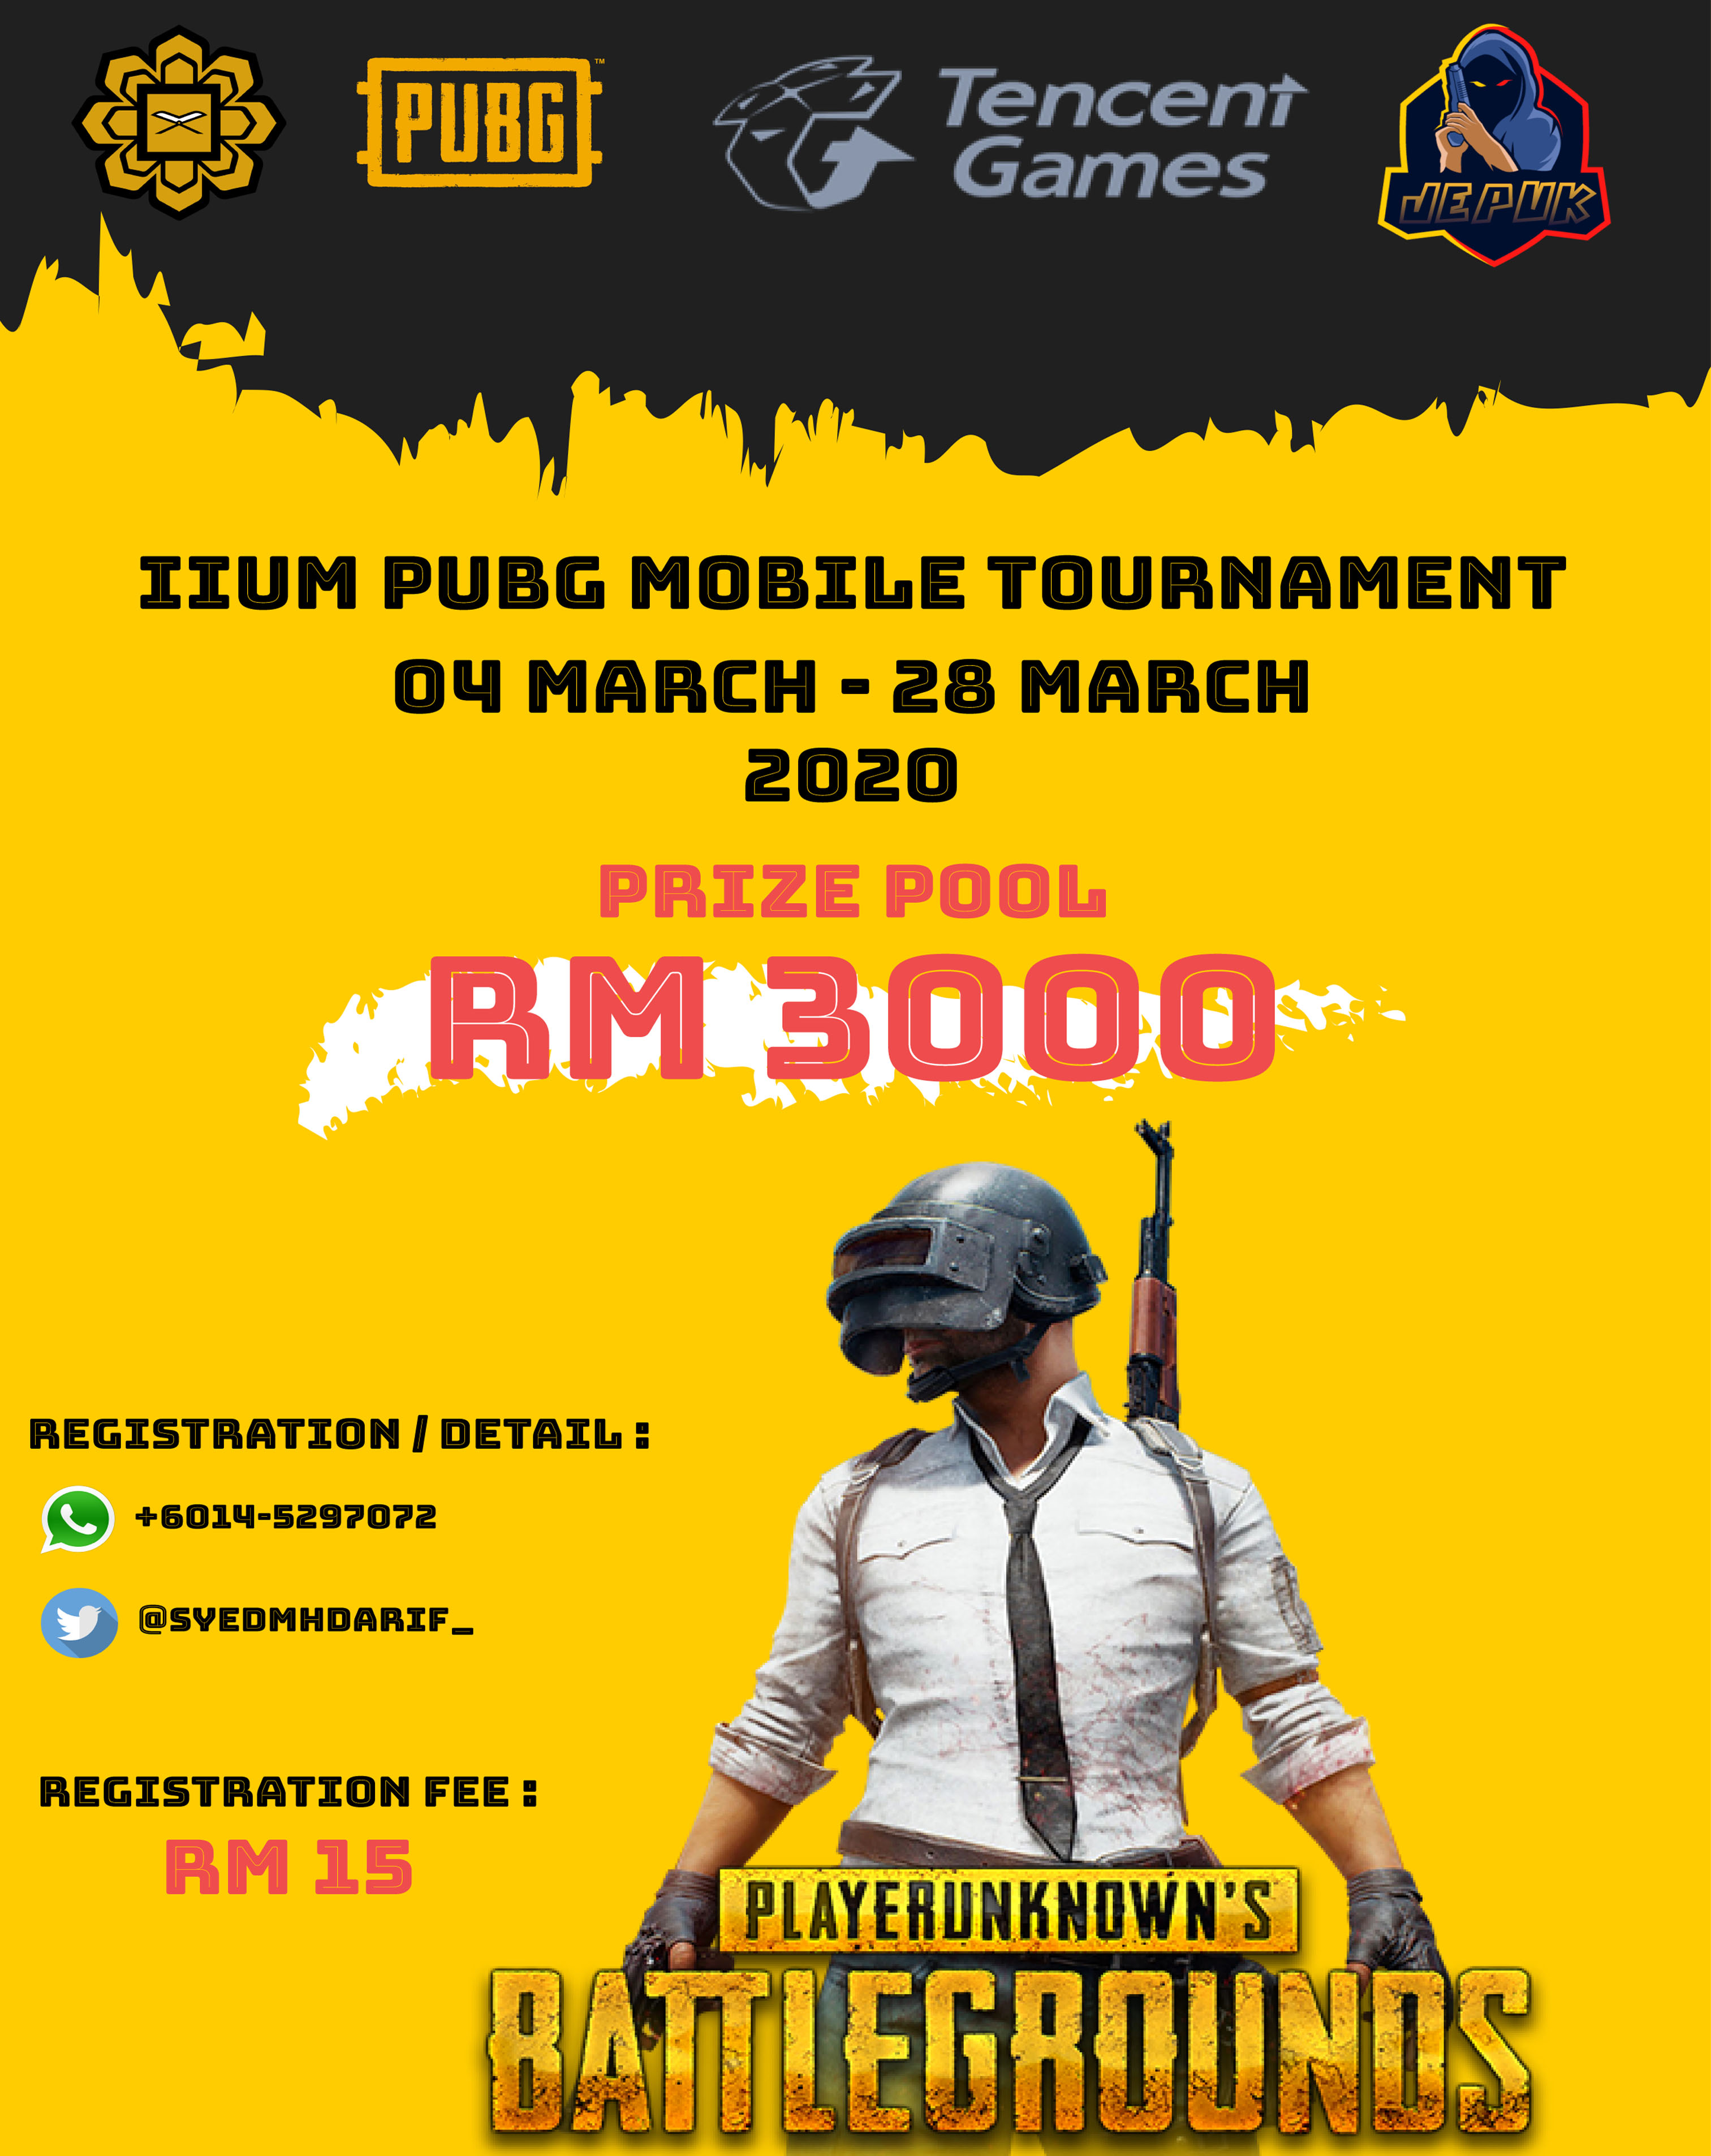 PUBG
TM
Tencent
Games
JEPUK
IIUM PUBG MOBILE TOURNAMENT
04 MARCH - 28 MARCH
2020
PRIZE POOL
RM 3000
REGISTRATION / DETAIL :
+6014-5297072
@SYEDMHDARIF_
REGISTRATION FEE :
RM 15
PLAYERUNKNOWN'S
BATTLEGROUNDS